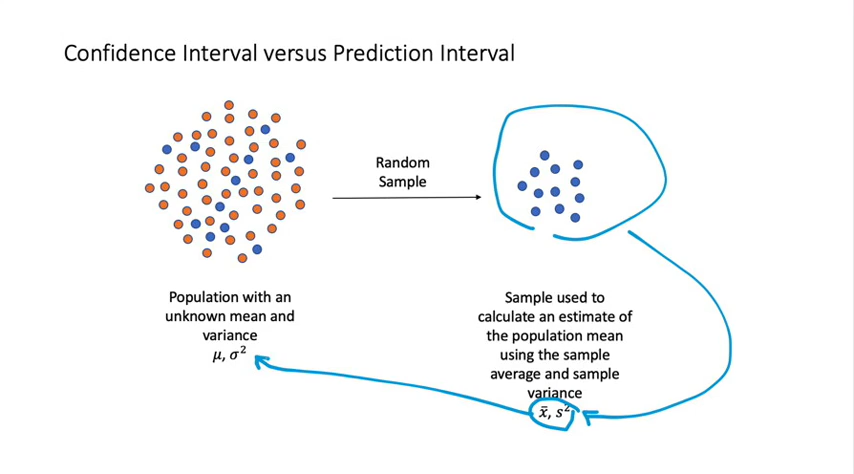 Confidence Interval versus Prediction Interval
Random
Sample
Population with an
unknown mean and
variance
μ, σ²
Sample used to
calculate an estimate of
the population mean
using the sample
average and sample
variance
x̄, s²